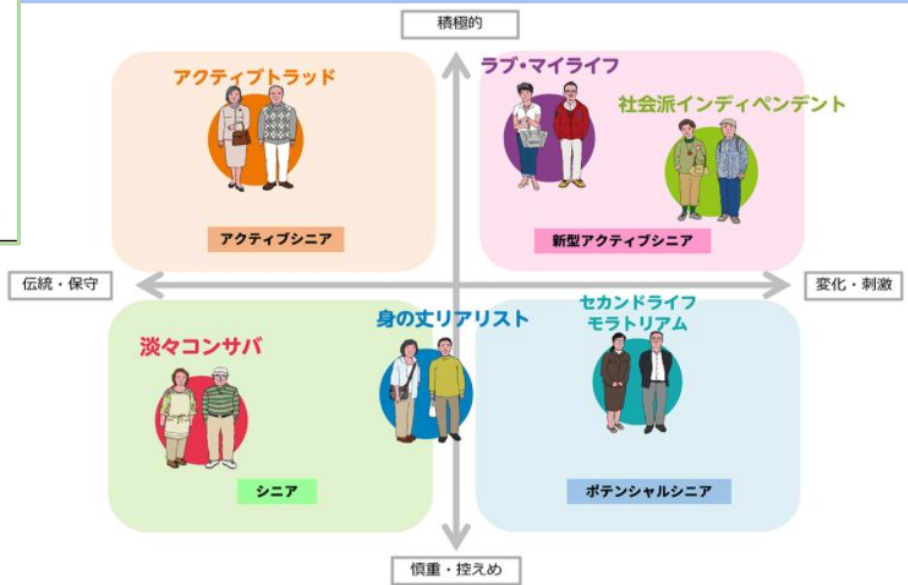 積極的
アクティブトラッド
ラブ・マイライフ
社会派インディペンデント
アクティブシニア
新型アクティブシニア
伝統・保守
変化・刺激
淡々コンサバ
身の丈リアリスト
セカンドライフ
モラトリアム
シニア
ポテンシャルシニア
慎重・控えめ